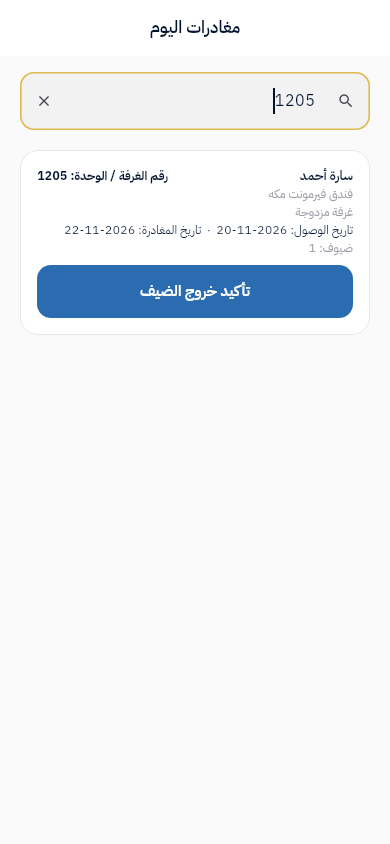 مغادرات اليوم
1205
سارة أحمد
رقم الغرفة / الوحدة: 1205
فندق فيرمونت مكه
غرفة مزدوجة
تاريخ الوصول: 2026-11-20 · تاريخ المغادرة: 2026-11-22
ضيوف: 1
تأكيد خروج الضيف